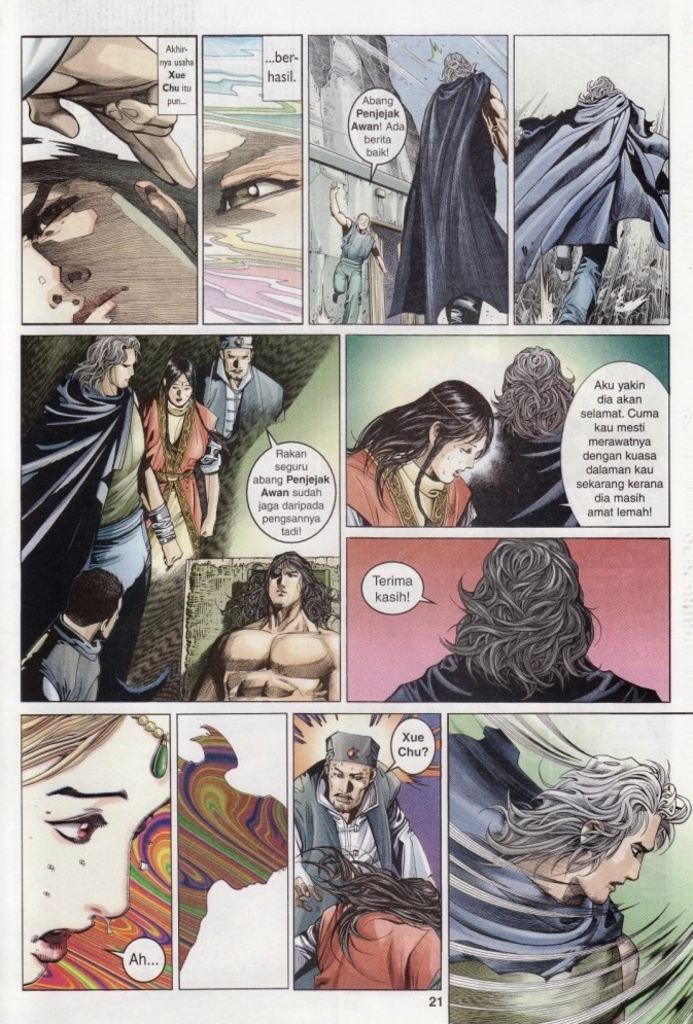 Akhir-
nya usaha
Xue
Chu itu
pun...
...ber-
hasil.
Abang
Penjejak
Awan! Ada
berita
baik!
Rakan
seguru
abang Penjejak
Awan sudah
jaga daripada
pengsannya
tadi!
Aku yakin
dia akan
selamat. Cuma
kau mesti
merawatnya
dengan kuasa
dalaman kau
sekarang kerana
dia masih
amat lemah!
Terima
kasih!
Ah...
Xue
Chu?
21